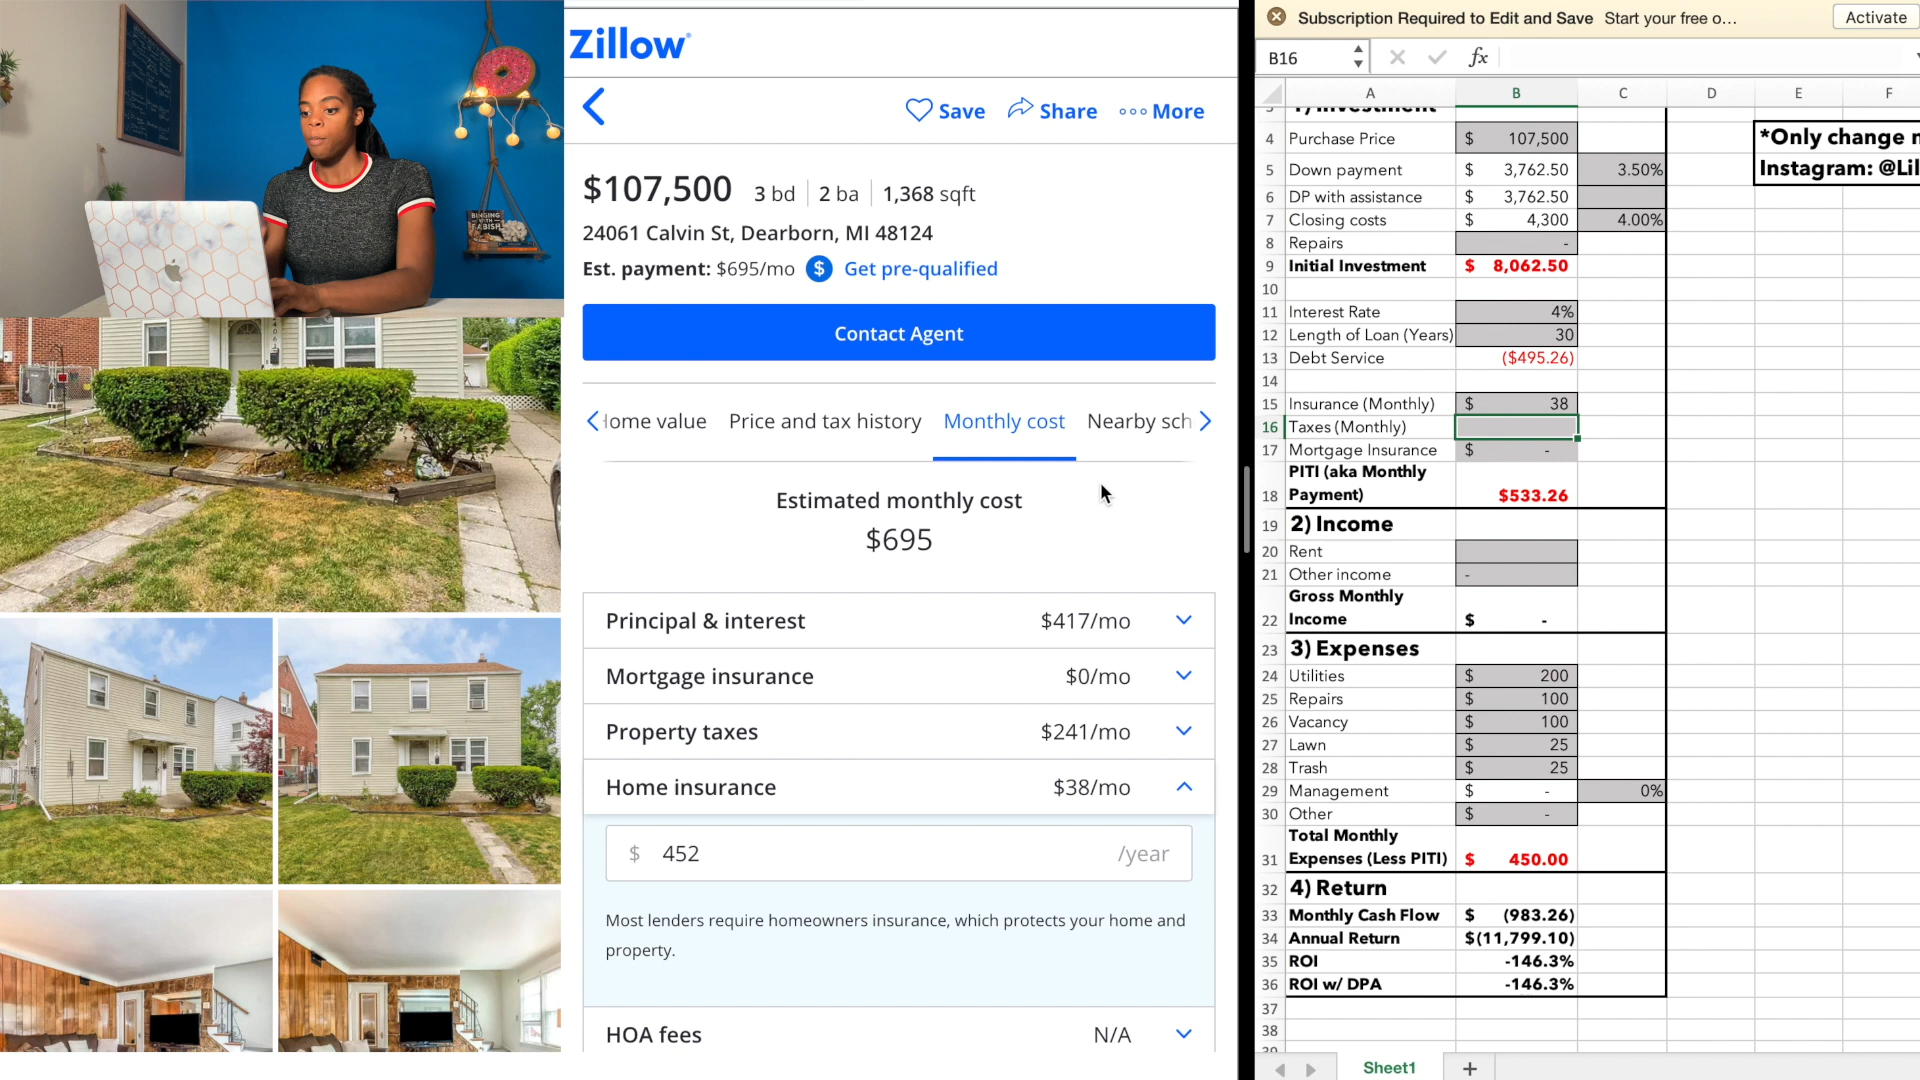 BINGING
WITH
Zillow
Save
Share
More
$107,500 3 bd 2 ba 1,368 sqft
24061 Calvin St, Dearborn, MI 48124
Est. payment: $695/mo $ Get pre-qualified
Contact Agent
Home value Price and tax history Monthly cost Nearby sch
Estimated monthly cost
$695
Principal & interest $417/mo
Mortgage insurance $0/mo
Property taxes $241/mo
Home insurance $38/mo
$ 452 /year
Most lenders require homeowners insurance, which protects your home and
property.
HOA fees N/A
Subscription Required to Edit and Save Start your free o... Activate
B16 fx
A B C D E F
1) Investment
4 Purchase Price $ 107,500
*Only change
5 Down payment $ 3,762.50 3.50%
Instagram: @Lil
6 DP with assistance $ 3,762.50
7 Closing costs $ 4,300 4.00%
8 Repairs -
9 Initial Investment $ 8,062.50
10
11 Interest Rate 4%
12 Length of Loan (Years) 30
13 Debt Service ($495.26)
14
15 Insurance (Monthly) $ 38
16 Taxes (Monthly)
17 Mortgage Insurance $ -
PITI (aka Monthly
18 Payment) $533.26
19 2) Income
20 Rent
21 Other income -
Gross Monthly
22 Income $ -
23 3) Expenses
24 Utilities $ 200
25 Repairs $ 100
26 Vacancy $ 100
27 Lawn $ 25
28 Trash $ 25
29 Management $ - 0%
30 Other $ -
Total Monthly
31 Expenses (Less PITI) $ 450.00
32 4) Return
33 Monthly Cash Flow $ (983.26)
34 Annual Return $(11,799.10)
35 ROI -146.3%
36 ROI w/ DPA -146.3%
37
38
39
Sheet1 +